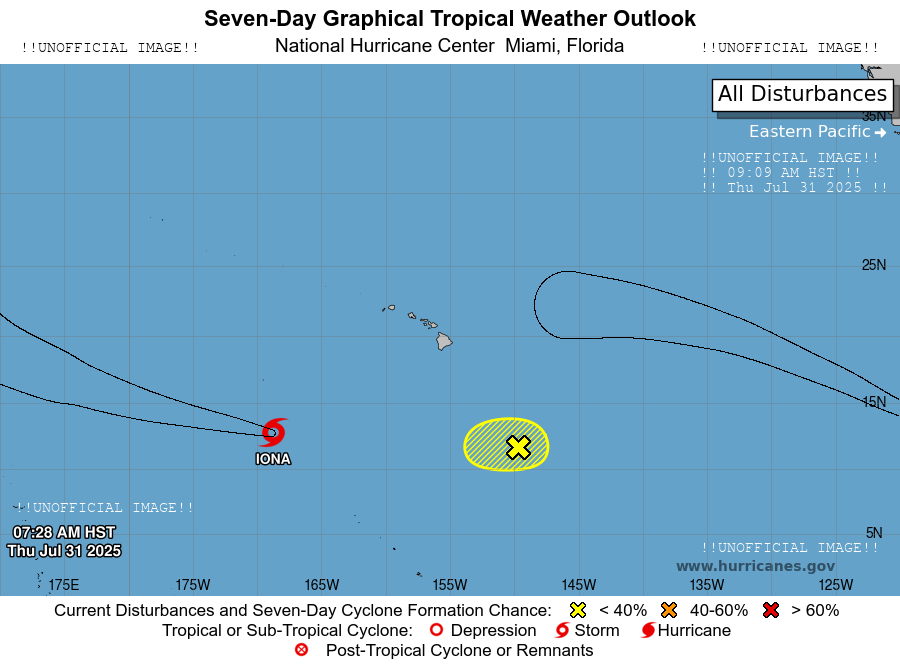 Seven-Day Graphical Tropical Weather Outlook
!!UNOFFICIAL IMAGE!!
National Hurricane Center Miami, Florida
!!UNOFFICIAL IMAGE!!
All Disturbances
35N
Eastern Pacific
!!UNOFFICIAL IMAGE!!
!! 09:09 AM HST !!
!! Thu Jul 31 2025 !!
25N
15N
IONA
!!UNOFFICIAL IMAGE!!
07:28 AM HST
Thu Jul 31 2025
5N
!!UNOFFICIAL IMAGE!!
www.hurricanes.gov
175E 175W 165W 155W 145W 135W 125W
Current Disturbances and Seven-Day Cyclone Formation Chance: < 40% 40-60% > 60%
Tropical or Sub-Tropical Cyclone: Depression Storm Hurricane
Post-Tropical Cyclone or Remnants